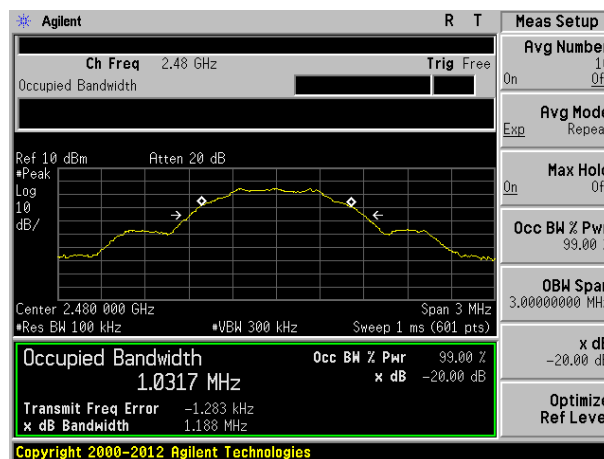 Agilent R T
Ch Freq 2.48 GHz Trig Free
Occupied Bandwidth
Ref 10 dBm Atten 20 dB
#Peak
Log
10
dB/
Center 2.480 000 GHz Span 3 MHz
#Res BW 100 kHz #VBW 300 kHz Sweep 1 ms (601 pts)
Occupied Bandwidth Occ BW % Pwr 99.00 %
1.0317 MHz x dB -20.00 dB
Transmit Freq Error -1.283 kHz
x dB Bandwidth 1.188 MHz
Copyright 2000-2012 Agilent Technologies
Meas Setup
Avg Number
10
On Of
Avg Mode
Exp Repea
Max Hold
On Of
Occ BW % Pwr
99.00
OBW Span
3.00000000 MH
x dB
-20.00 dB
Optimize
Ref Level